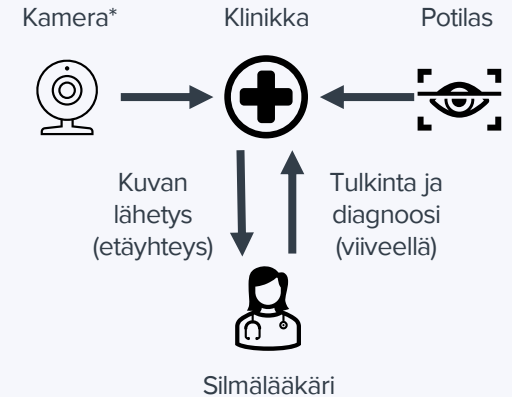 Kamera*
Klinikka
Potilas
Kuvan
lähetys
(etäyhteys)
Tulkinta ja
diagnoosi
(viiveellä)
Silmälääkäri